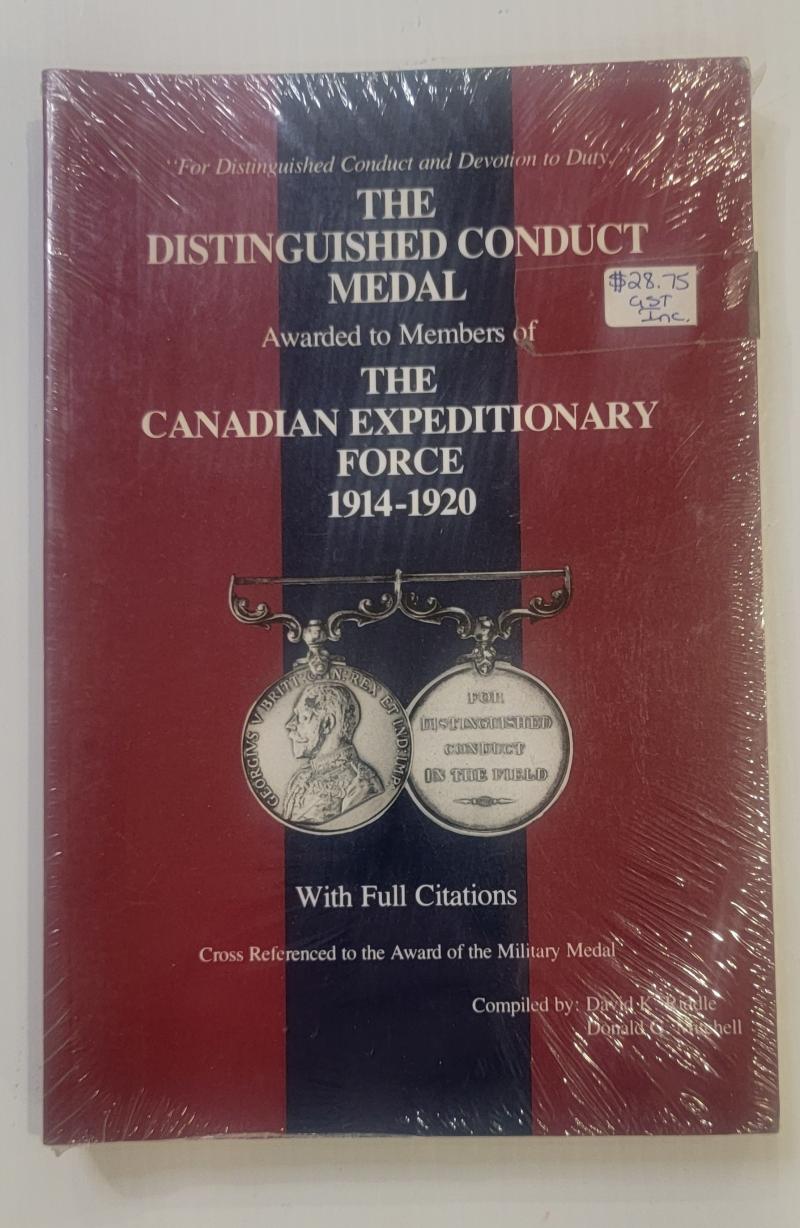 "For Distinguished Conduct and Devotion to Duty.
THE
DISTINGUISHED CONDUCT
MEDAL
$28.75
GST
Inc.
Awarded to Members of
THE
CANADIAN EXPEDITIONARY
FORCE
1914-1920
GEORGIVS V BRITT: OMN: REX ET IND: IMP:
FOR
DISTINGUISHED
CONDUCT
IN THE FIELD
With Full Citations
Cross Referenced to the Award of the Military Medal
Compiled by: David K. Riddle
Donald G. Mitchell